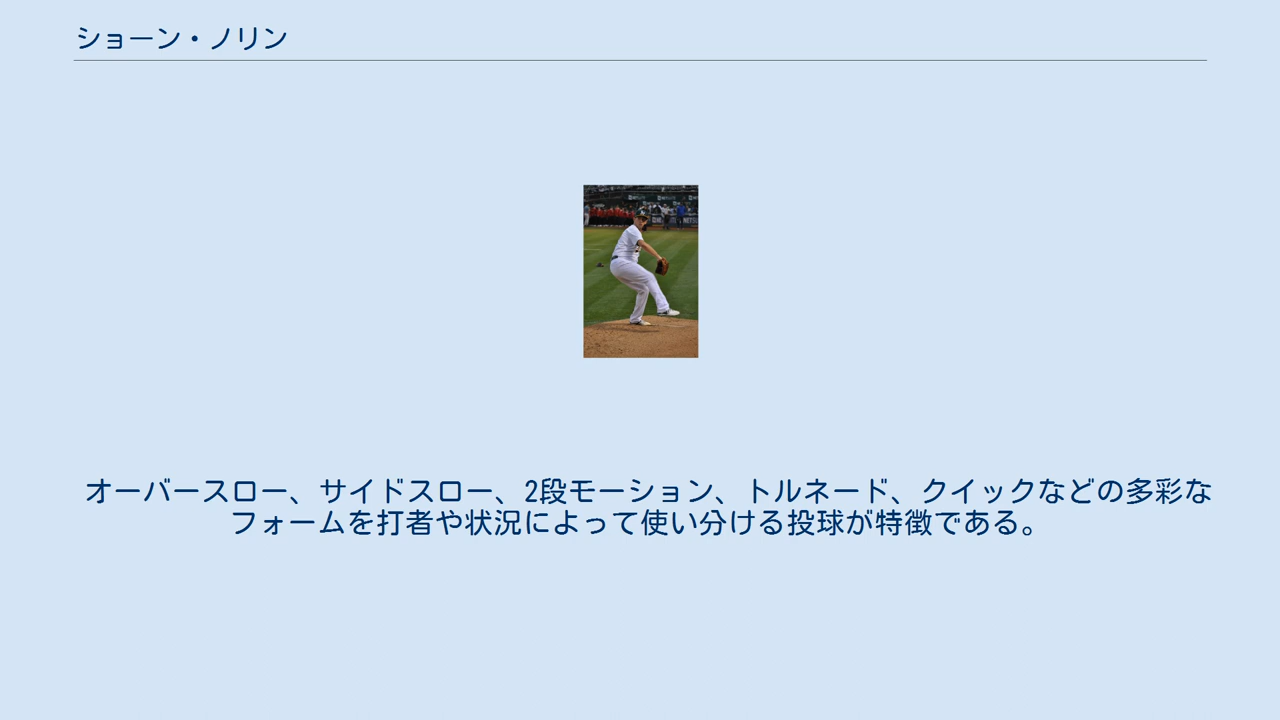 ショーン・ノリン
オーバースロー、サイドスロー、2段モーション、トルネード、クイックなどの多彩な
フォームを打者や状況によって使い分ける投球が特徴である。